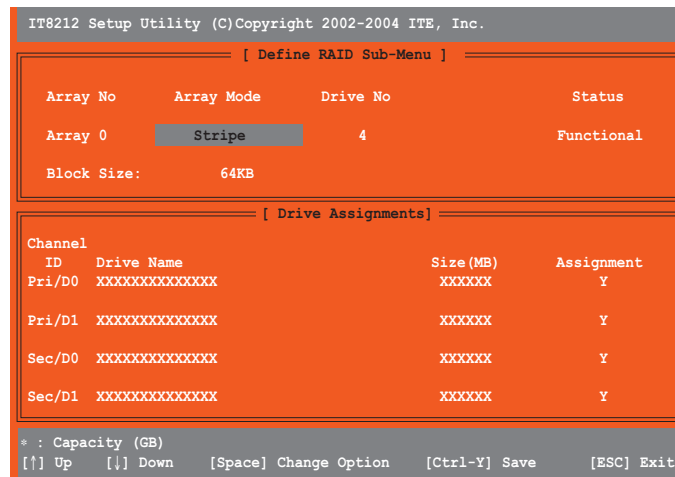 IT8212 Setup Utility (C)Copyright 2002-2004 ITE, Inc.
[ Define RAID Sub-Menu ]
Array No Array Mode Drive No Status
Array 0 Stripe 4 Functional
Block Size: 64KB
[ Drive Assignments]
Channel
ID Drive Name Size(MB) Assignment
Pri/D0 XXXXXXXXXXXXXX XXXXXX Y
Pri/D1 XXXXXXXXXXXXXX XXXXXX Y
Sec/D0 XXXXXXXXXXXXXX XXXXXX Y
Sec/D1 XXXXXXXXXXXXXX XXXXXX Y
* : Capacity (GB)
[↑] Up [↓] Down [Space] Change Option [Ctrl-Y] Save [ESC] Exit